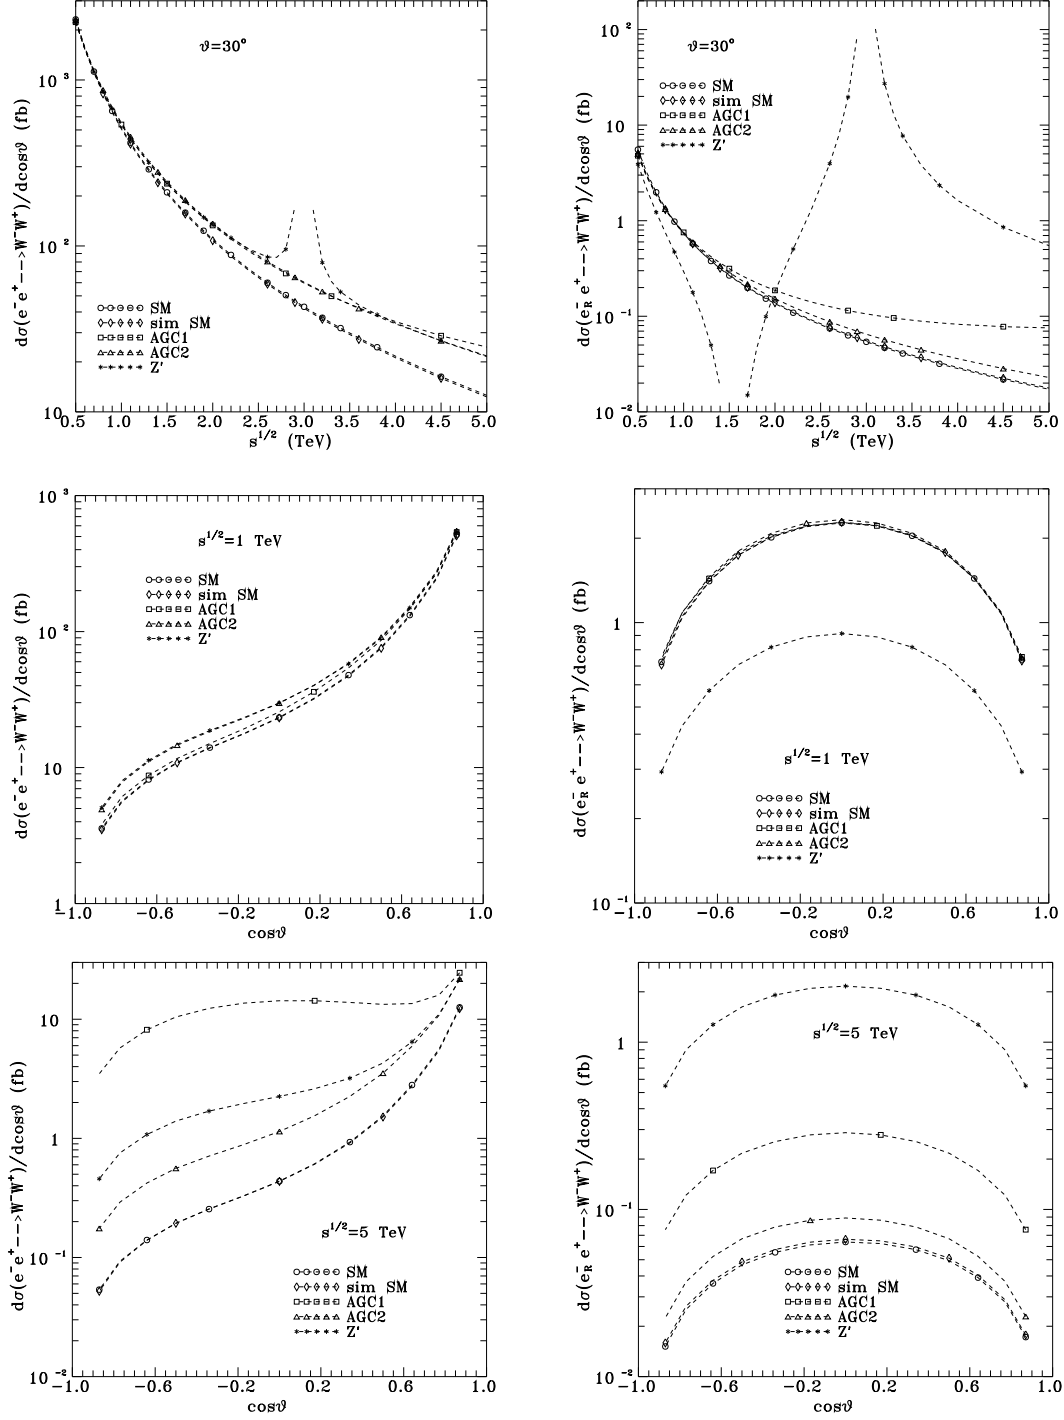 ϑ=30°
10³
10²
10
dσ(e⁻e⁺--->W⁻W⁺)/dcosϑ (fb)
SM
sim SM
AGC1
AGC2
Z'
0.5 1.0 1.5 2.0 2.5 3.0 3.5 4.0 4.5 5.0
s^1/2 (TeV)
ϑ=30°
10²
10
1
10⁻¹
10⁻²
dσ(e⁻_R e⁺--->W⁻W⁺)/dcosϑ (fb)
SM
sim SM
AGC1
AGC2
Z'
0.5 1.0 1.5 2.0 2.5 3.0 3.5 4.0 4.5 5.0
s^1/2 (TeV)
s^1/2=1 TeV
10³
10²
10
1
dσ(e⁻e⁺--->W⁻W⁺)/dcosϑ (fb)
SM
sim SM
AGC1
AGC2
Z'
-1.0 -0.6 -0.2 0.2 0.6 1.0
cosϑ
1
10⁻¹
dσ(e⁻_R e⁺--->W⁻W⁺)/dcosϑ (fb)
s^1/2=1 TeV
SM
sim SM
AGC1
AGC2
Z'
-1.0 -0.6 -0.2 0.2 0.6 1.0
cosϑ
10
1
10⁻¹
10⁻²
dσ(e⁻e⁺--->W⁻W⁺)/dcosϑ (fb)
s^1/2=5 TeV
SM
sim SM
AGC1
AGC2
Z'
-1.0 -0.6 -0.2 0.2 0.6 1.0
cosϑ
s^1/2=5 TeV
1
10⁻¹
10⁻²
dσ(e⁻_R e⁺--->W⁻W⁺)/dcosϑ (fb)
SM
sim SM
AGC1
AGC2
Z'
-1.0 -0.6 -0.2 0.2 0.6 1.0
cosϑ